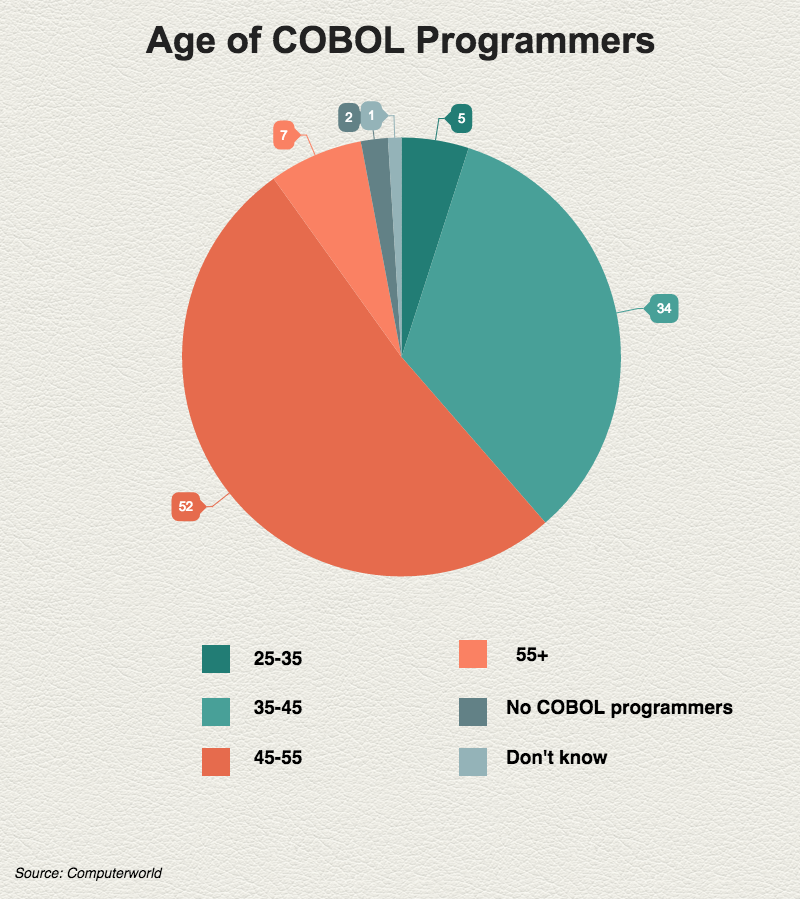 Age of COBOL Programmers
7
2
1
5
34
52
25-35
55+
35-45
No COBOL programmers
45-55
Don't know
Source: Computerworld